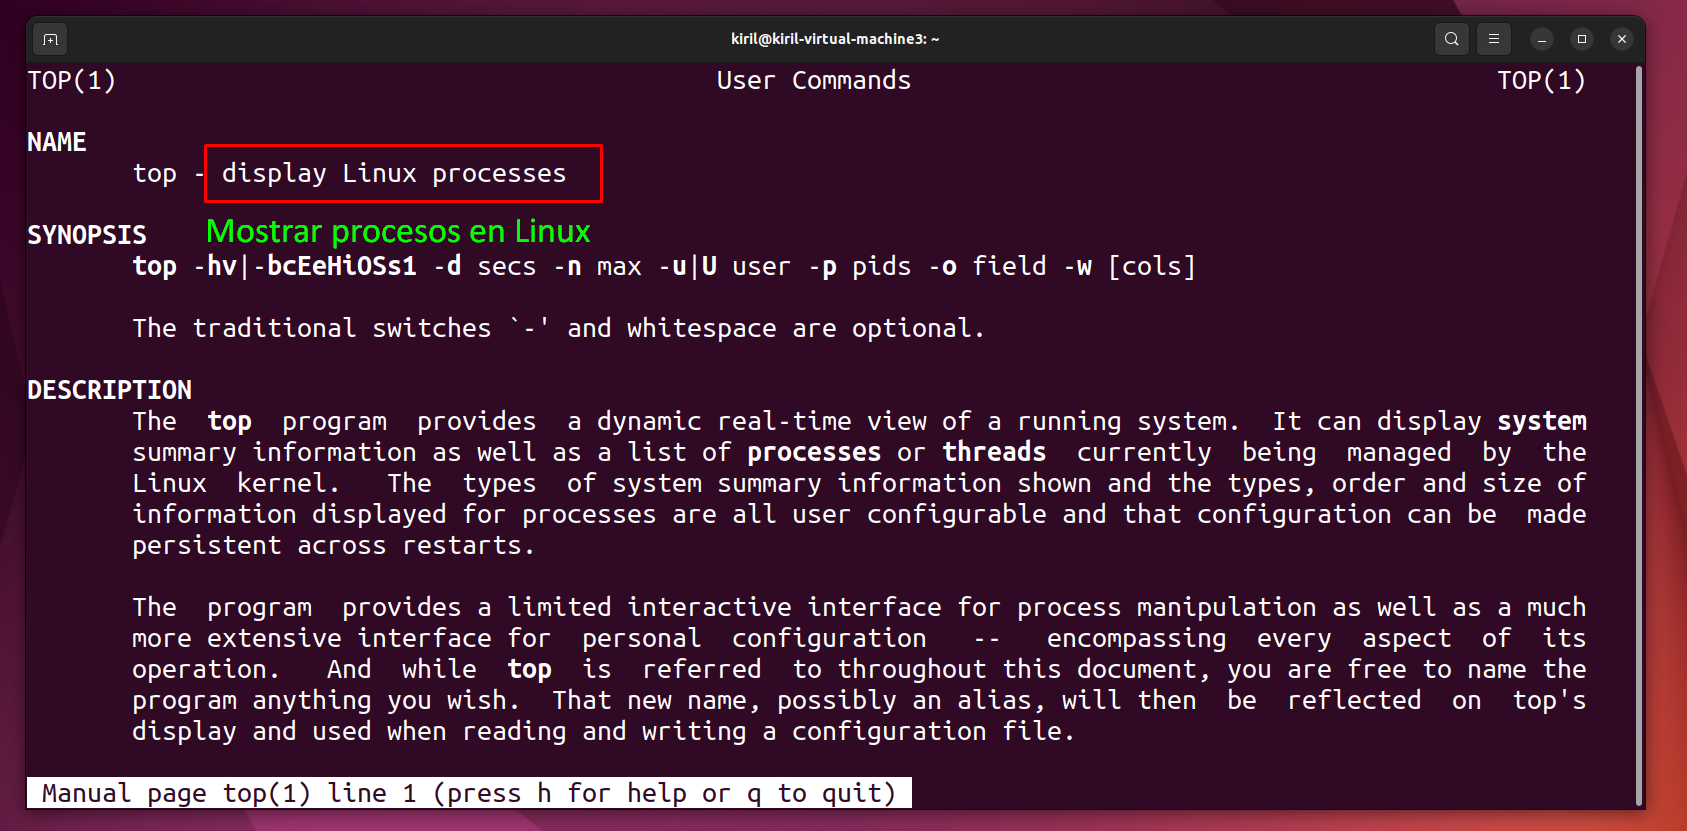 kiril@kiril-virtual-machine3: ~
TOP(1) User Commands TOP(1)
NAME
top - display Linux processes
Mostrar procesos en Linux
SYNOPSIS
top -hv|-bcEeHiOSs1 -d secs -n max -u|U user -p pids -o field -w [cols]
The traditional switches `-' and whitespace are optional.
DESCRIPTION
The top program provides a dynamic real-time view of a running system. It can display system
summary information as well as a list of processes or threads currently being managed by the
Linux kernel. The types of system summary information shown and the types, order and size of
information displayed for processes are all user configurable and that configuration can be made
persistent across restarts.
The program provides a limited interactive interface for process manipulation as well as a much
more extensive interface for personal configuration -- encompassing every aspect of its
operation. And while top is referred to throughout this document, you are free to name the
program anything you wish. That new name, possibly an alias, will then be reflected on top's
display and used when reading and writing a configuration file.
Manual page top(1) line 1 (press h for help or q to quit)